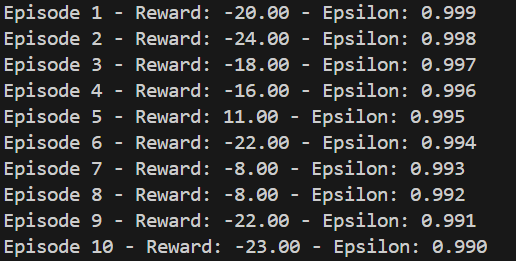 Episode 1 - Reward: -20.00 - Epsilon: 0.999
Episode 2 - Reward: -24.00 - Epsilon: 0.998
Episode 3 - Reward: -18.00 - Epsilon: 0.997
Episode 4 - Reward: -16.00 - Epsilon: 0.996
Episode 5 - Reward: 11.00 - Epsilon: 0.995
Episode 6 - Reward: -22.00 - Epsilon: 0.994
Episode 7 - Reward: -8.00 - Epsilon: 0.993
Episode 8 - Reward: -8.00 - Epsilon: 0.992
Episode 9 - Reward: -22.00 - Epsilon: 0.991
Episode 10 - Reward: -23.00 - Epsilon: 0.990